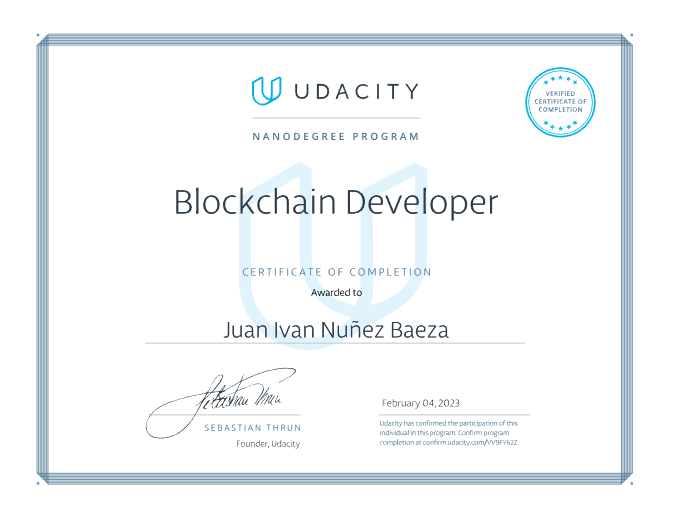 UDACITY
VERIFIED
CERTIFICATE OF
COMPLETION
NANODEGREE PROGRAM
Blockchain Developer
CERTIFICATE OF COMPLETION
Awarded to
Juan Ivan Nuñez Baeza
Sebastian Thrun
SEBASTIAN THRUN
Founder, Udacity
February 04, 2023
Udacity has confirmed the participation of this
individual in this program. Confirm program
completion at confirm.udacity.com/VV9FY62Z